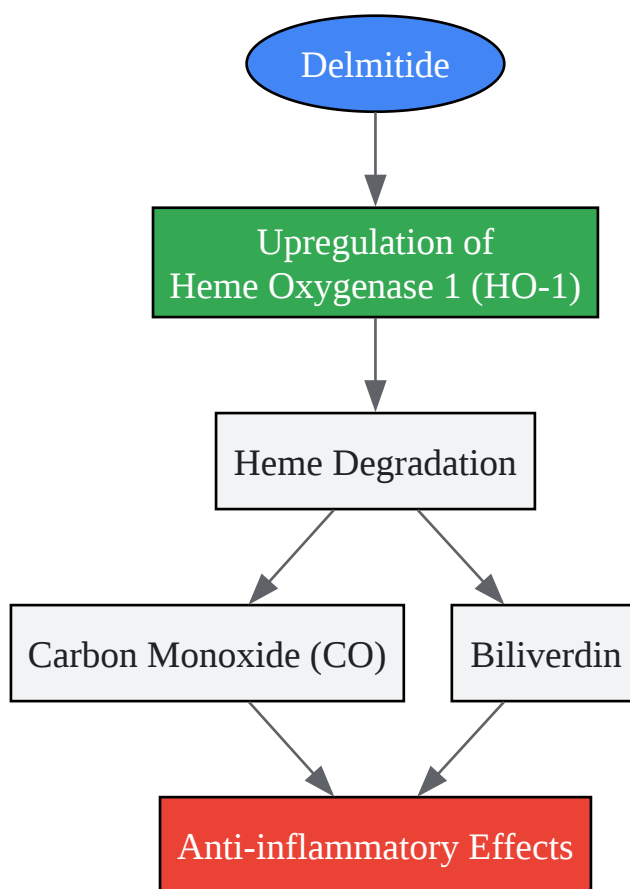 Delmitide
Upregulation of
Heme Oxygenase 1 (HO-1)
Heme Degradation
Carbon Monoxide (CO)
Biliverdin
Anti-inflammatory Effects